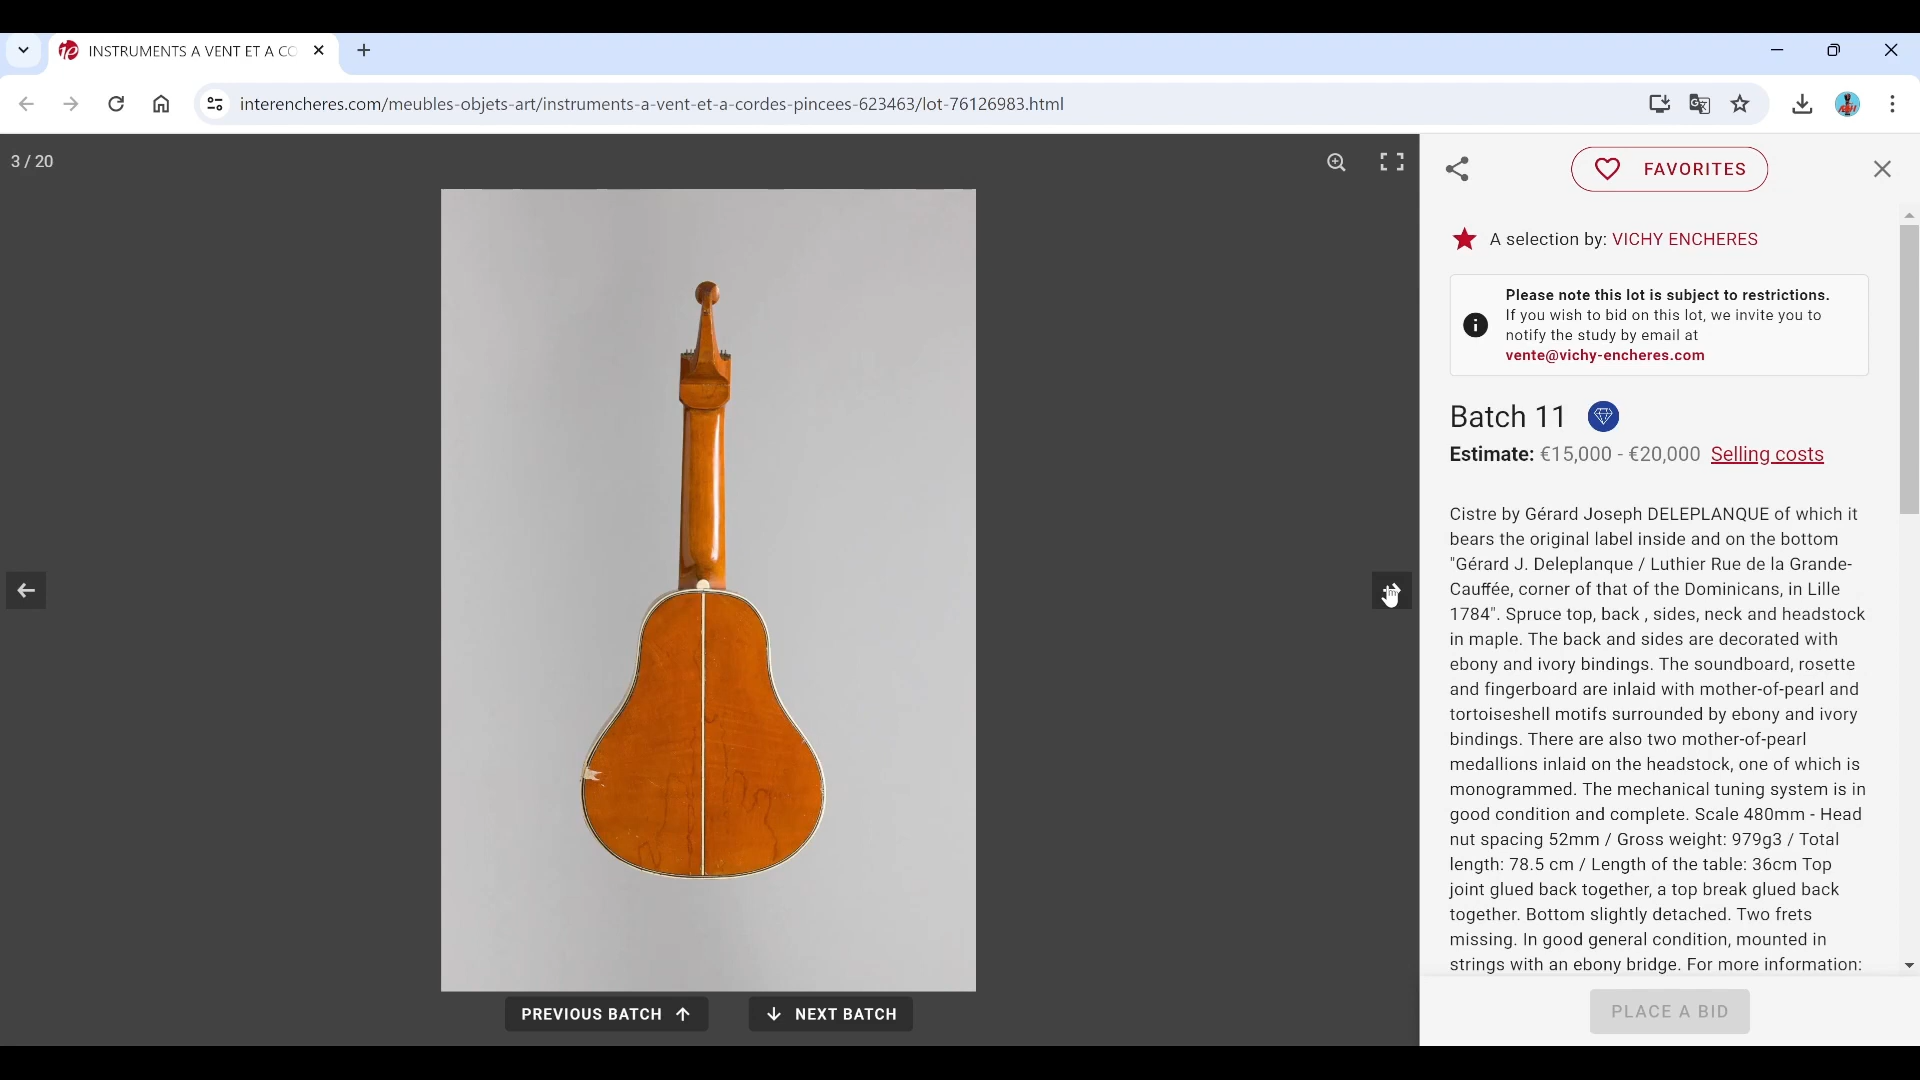 INSTRUMENTS A VENT ET A CO
interencheres.com/meubles-objets-art/instruments-a-vent-et-a-cordes-pincees-623463/lot-76126983.html
3 / 20
FAVORITES
A selection by: VICHY ENCHERES
Please note this lot is subject to restrictions.
If you wish to bid on this lot, we invite you to
notify the study by email at
vente@vichy-encheres.com
Batch 11
Estimate: €15,000 - €20,000 Selling costs
Cistre by Gérard Joseph DELEPLANQUE of which it
bears the original label inside and on the bottom
"Gérard J. Deleplanque / Luthier Rue de la Grande-
Cauffée, corner of that of the Dominicans, in Lille
1784". Spruce top, back , sides, neck and headstock
in maple. The back and sides are decorated with
ebony and ivory bindings. The soundboard, rosette
and fingerboard are inlaid with mother-of-pearl and
tortoiseshell motifs surrounded by ebony and ivory
bindings. There are also two mother-of-pearl
medallions inlaid on the headstock, one of which is
monogrammed. The mechanical tuning system is in
good condition and complete. Scale 480mm - Head
nut spacing 52mm / Gross weight: 979g3 / Total
length: 78.5 cm / Length of the table: 36cm Top
joint glued back together, a top break glued back
together. Bottom slightly detached. Two frets
missing. In good general condition, mounted in
strings with an ebony bridge. For more information:
PREVIOUS BATCH
NEXT BATCH
PLACE A BID